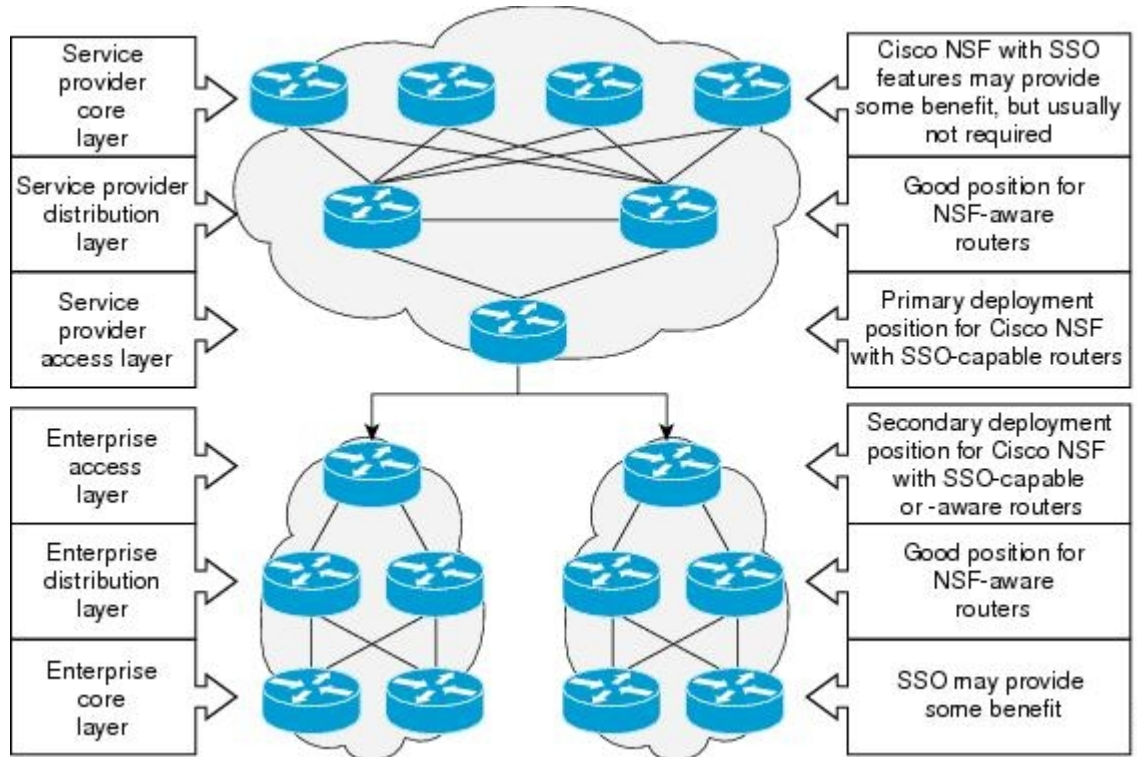 Service
provider
core
layer
Cisco NSF with SSO
features may provide
some benefit, but usually
not required
Service provider
distribution
layer
Good position for
NSF-aware
routers
Service
provider
access layer
Primary deployment
position for Cisco NSF
with SSO-capable routers
Enterprise
access
layer
Secondary deployment
position for Cisco NSF
with SSO-capable
or -aware routers
Enterprise
distribution
layer
Good position for
NSF-aware
routers
Enterprise
core
layer
SSO may provide
some benefit